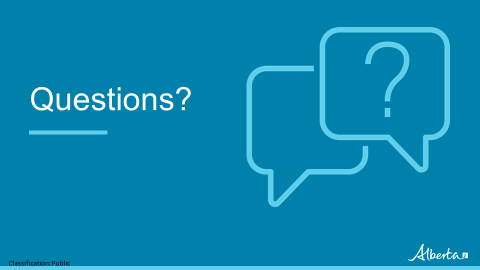 Questions?
?
Alberta
Classification: Public